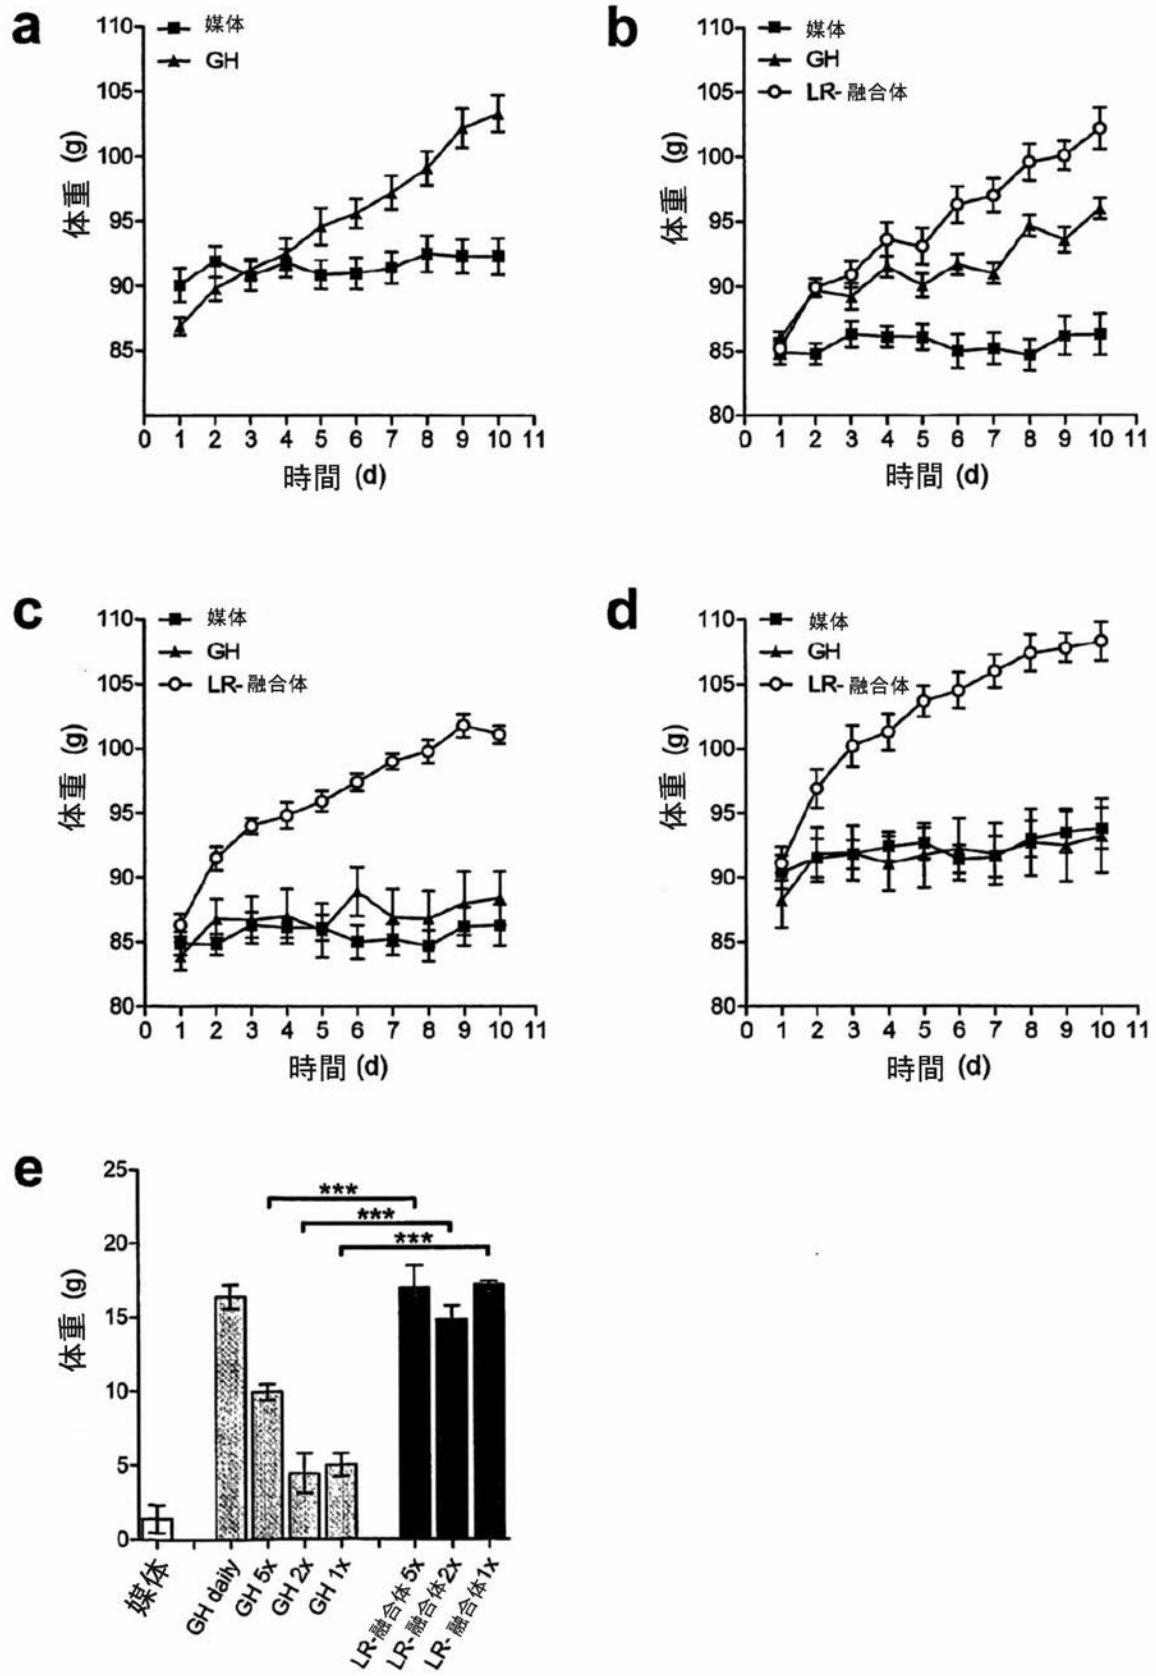 a
110
105
100
95
90
85
体重 (g)
媒体
GH
0 1 2 3 4 5 6 7 8 9 10 11
時間 (d)
b
110
105
100
95
90
85
80
体重 (g)
媒体
GH
LR-融合体
0 1 2 3 4 5 6 7 8 9 10 11
時間 (d)
c
110
105
100
95
90
85
80
体重 (g)
媒体
GH
LR-融合体
0 1 2 3 4 5 6 7 8 9 10 11
時間 (d)
d
110
105
100
95
90
85
80
体重 (g)
媒体
GH
LR-融合体
0 1 2 3 4 5 6 7 8 9 10 11
時間 (d)
e
25
20
15
10
5
0
体重 (g)
***
***
***
媒体
GH daily
GH 5x
GH 2x
GH 1x
LR-融合体 5x
LR-融合体 2x
LR-融合体 1x